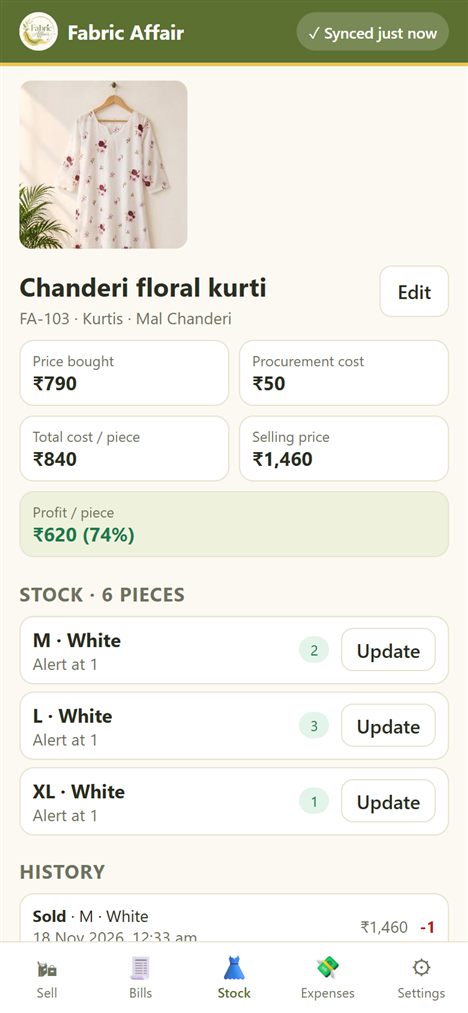 Fabric Affair
✓ Synced just now
Chanderi floral kurti
Edit
FA-103 · Kurtis · Mal Chanderi
Price bought
₹790
Procurement cost
₹50
Total cost / piece
₹840
Selling price
₹1,460
Profit / piece
₹620 (74%)
STOCK · 6 PIECES
M · White
Alert at 1
2
Update
L · White
Alert at 1
3
Update
XL · White
Alert at 1
1
Update
HISTORY
Sold · M · White
18 Nov 2026, 12:33 am
₹1,460 -1
Sell
Bills
Stock
Expenses
Settings